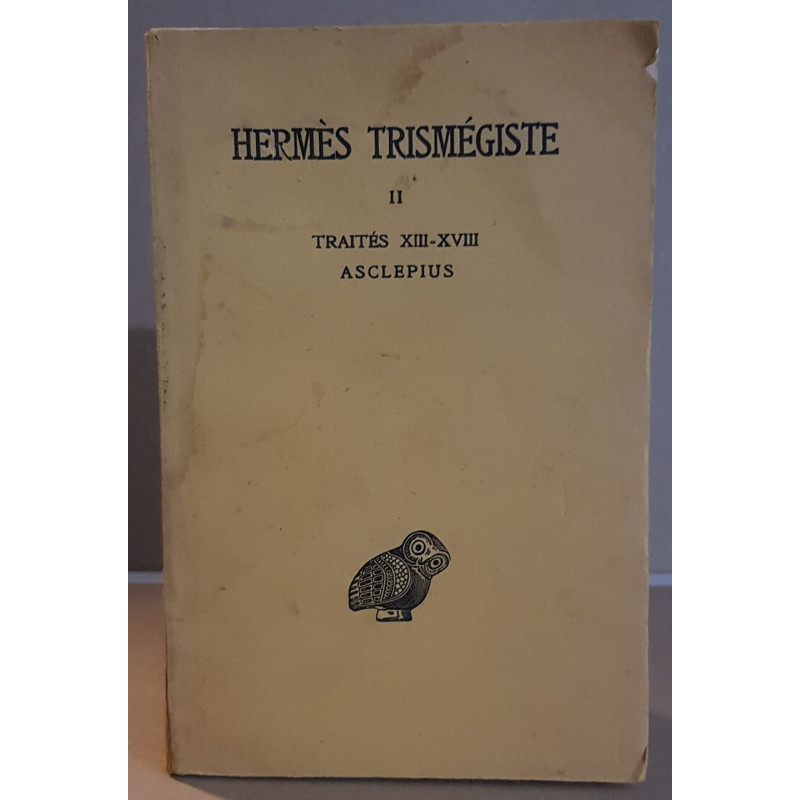 HERMÈS TRISMÉGISTE
II
TRAITÉS XIII-XVIII
ASCLEPIUS